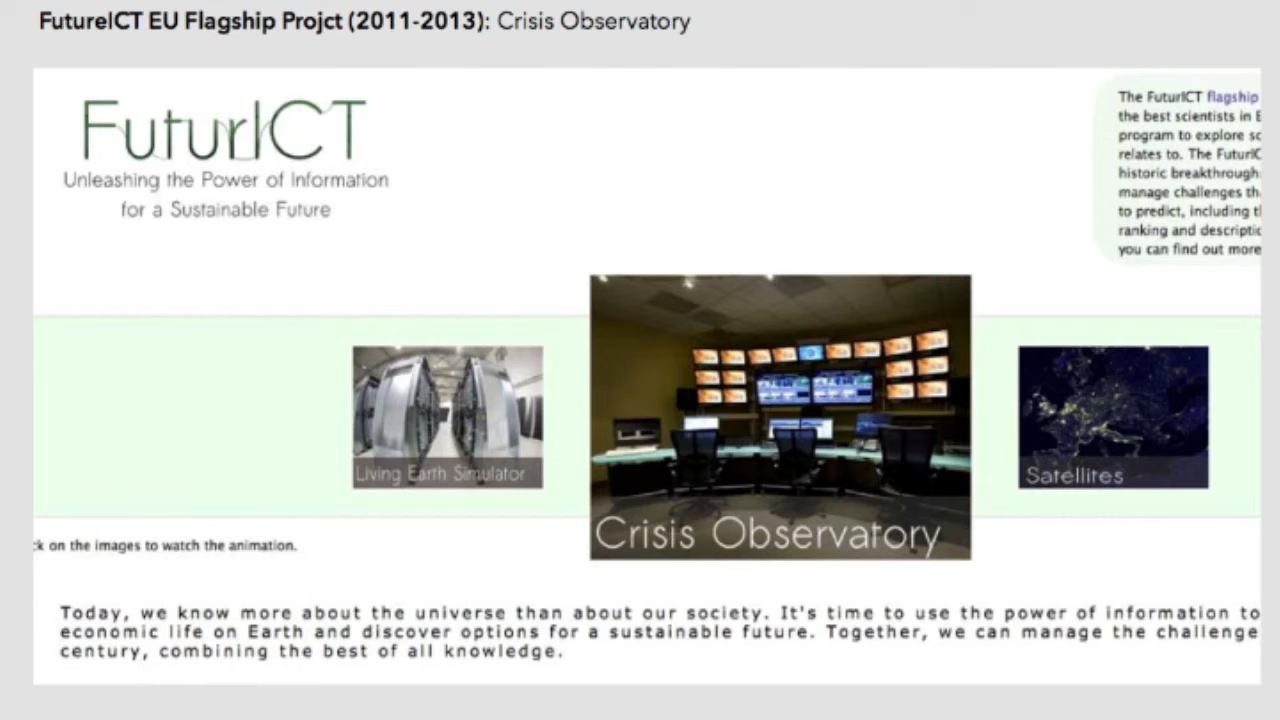 FutureICT EU Flagship Projct (2011-2013): Crisis Observatory
FuturICT
Unleashing the Power of Information
for a Sustainable Future
The FuturICT flagship
the best scientists in
program to explore
relates to. The
historic breakthrough
manage challenges
to predict, including
ranking and
you can find out more
Living Earth Simulator
Crisis Observatory
Satellites
on the images to watch the animation.
Today, we know more about the universe than about our society. It's time to use the power of information to
economic life on Earth and discover options for a sustainable future. Together, we can manage the challenge
century, combining the best of all knowledge.